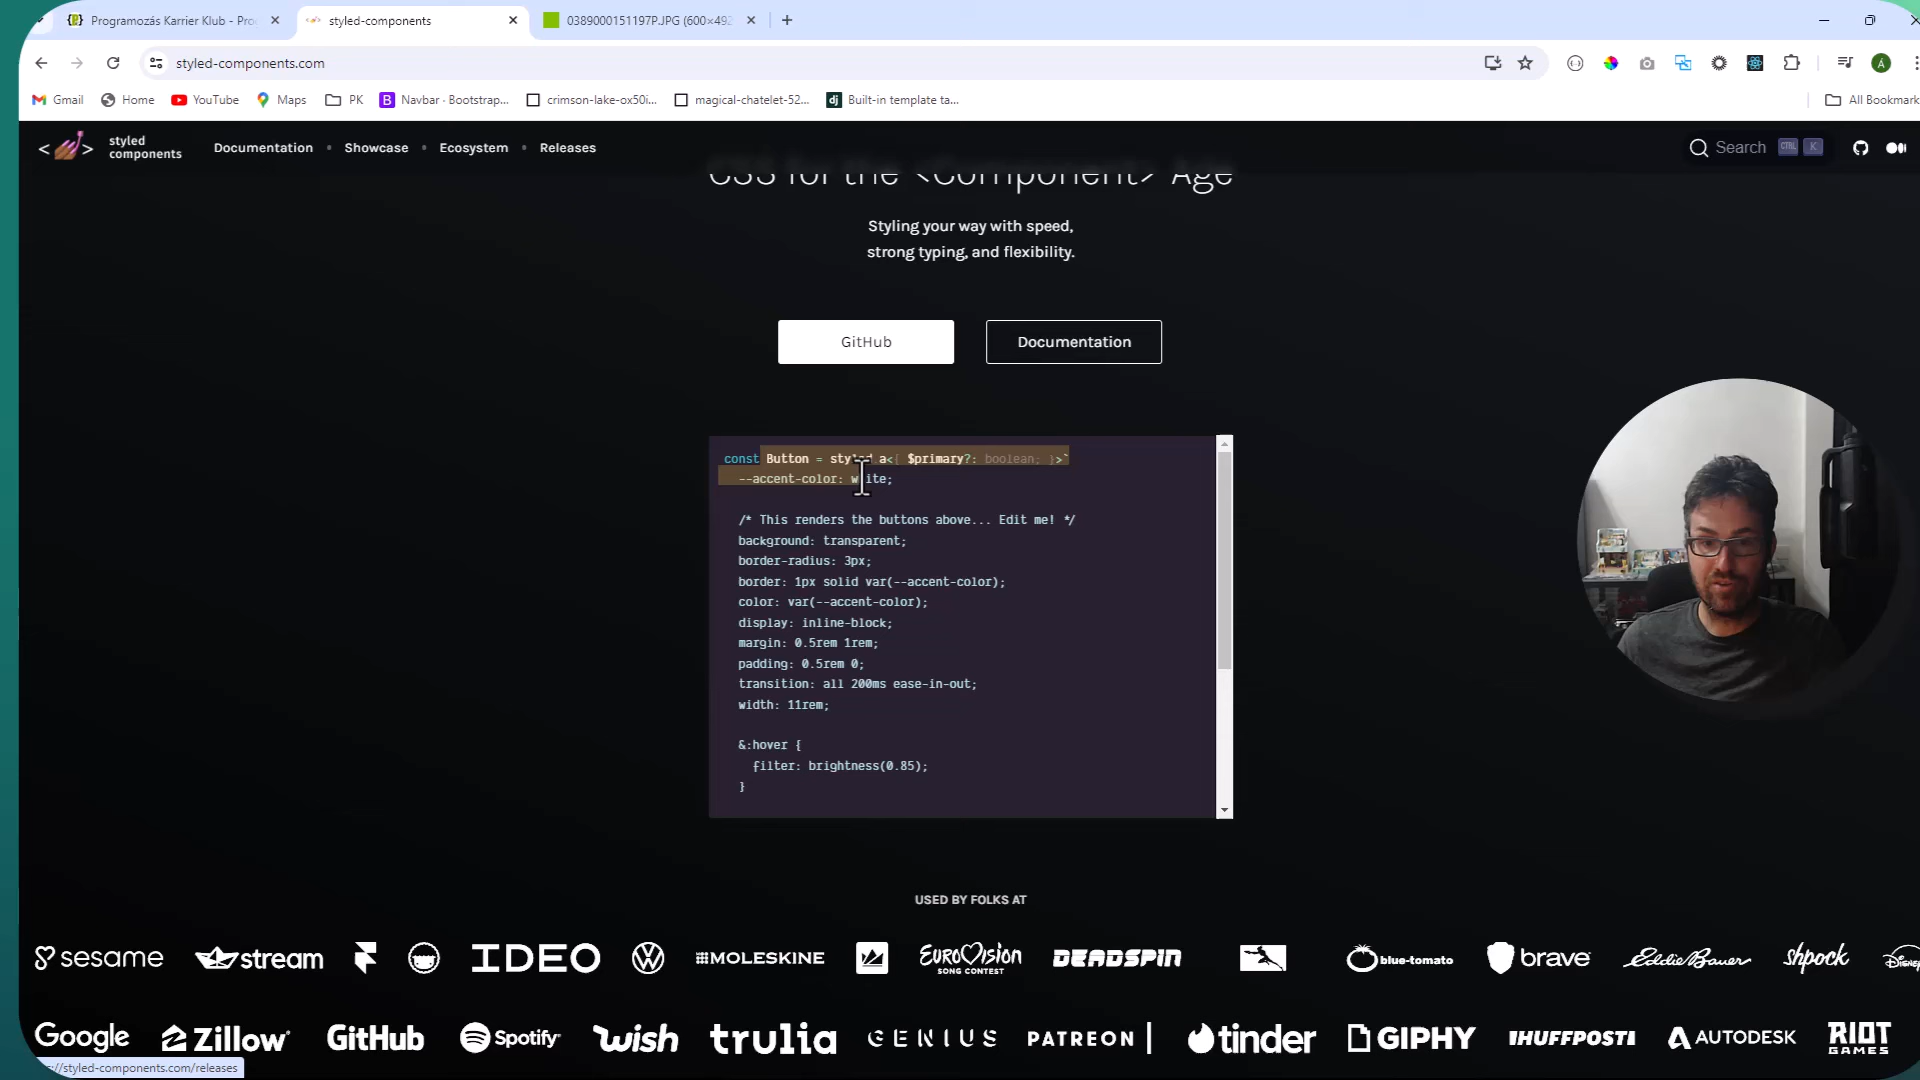 Programozás Karrier Klub - Pro
styled-components
0389000151197P.JPG (600×492
styled-components.com
Gmail
Home
YouTube
Maps
PK
Navbar · Bootstrap...
crimson-lake-ox50i...
magical-chatelet-52...
dj
Built-in template ta...
All Bookmark
styled
components
Documentation
Showcase
Ecosystem
Releases
Search
CTRL
K
CSS for the <Component> Age
Styling your way with speed,
strong typing, and flexibility.
GitHub
Documentation
const Button = styled.a<{ $primary?: boolean; }>`
--accent-color: white;
/* This renders the buttons above... Edit me! */
background: transparent;
border-radius: 3px;
border: 1px solid var(--accent-color);
color: var(--accent-color);
display: inline-block;
margin: 0.5rem 1rem;
padding: 0.5rem 0;
transition: all 200ms ease-in-out;
width: 11rem;
&:hover {
filter: brightness(0.85);
}
USED BY FOLKS AT
sesame
stream
IDEO
#MOLESKINE
EUROVISION
SONG CONTEST
DEADSPIN
blue-tomato
brave
Eddie Bauer
shpock
Google
Zillow
GitHub
Spotify
wish
trulia
GENIUS
PATREON
tinder
GIPHY
IHUFFPOSTI
AUTODESK
RIOT
GAMES
://styled-components.com/releases